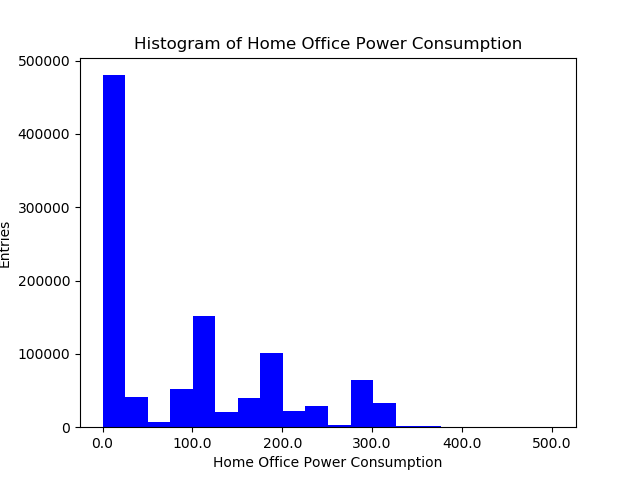 Histogram of Home Office Power Consumption
500000
400000
300000
200000
100000
0
Entries
0.0 100.0 200.0 300.0 400.0 500.0
Home Office Power Consumption